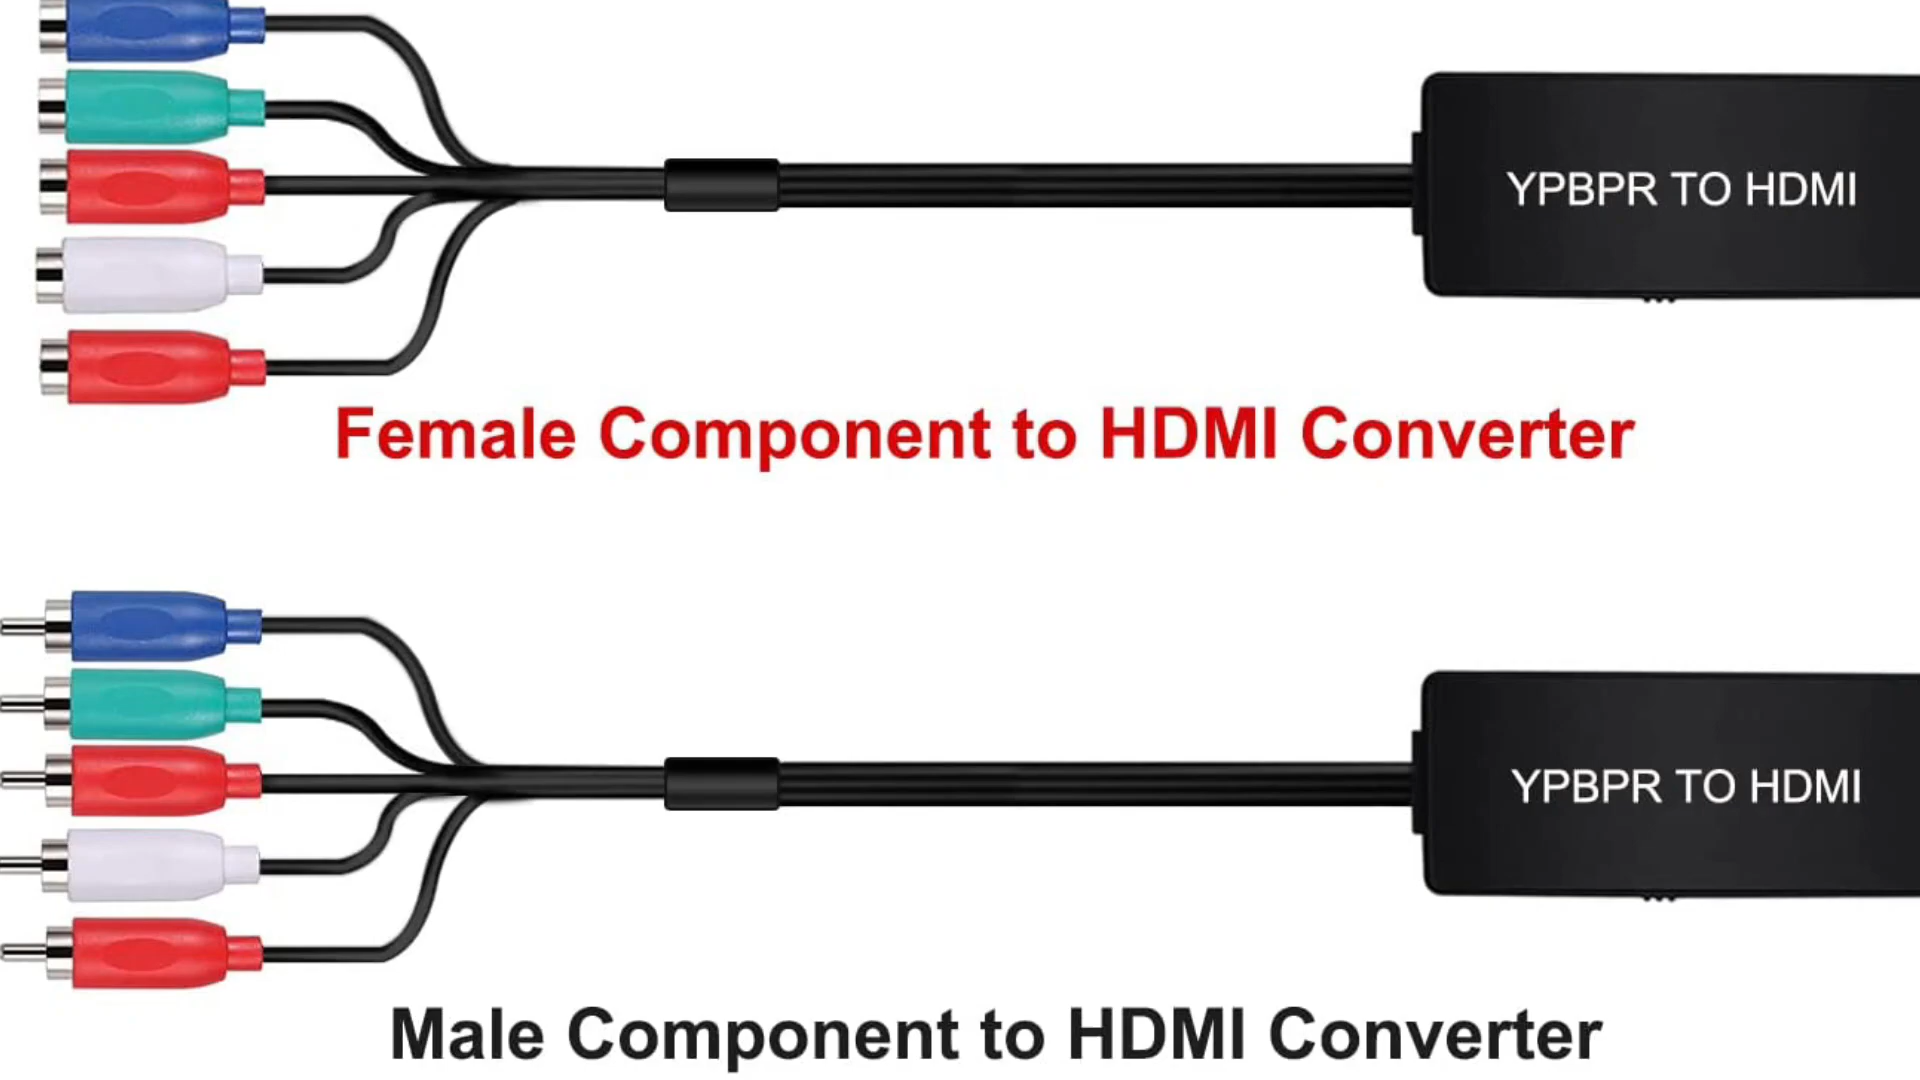 YPBPR TO HDMI
Female Component to HDMI Converter
YPBPR TO HDMI
Male Component to HDMI Converter